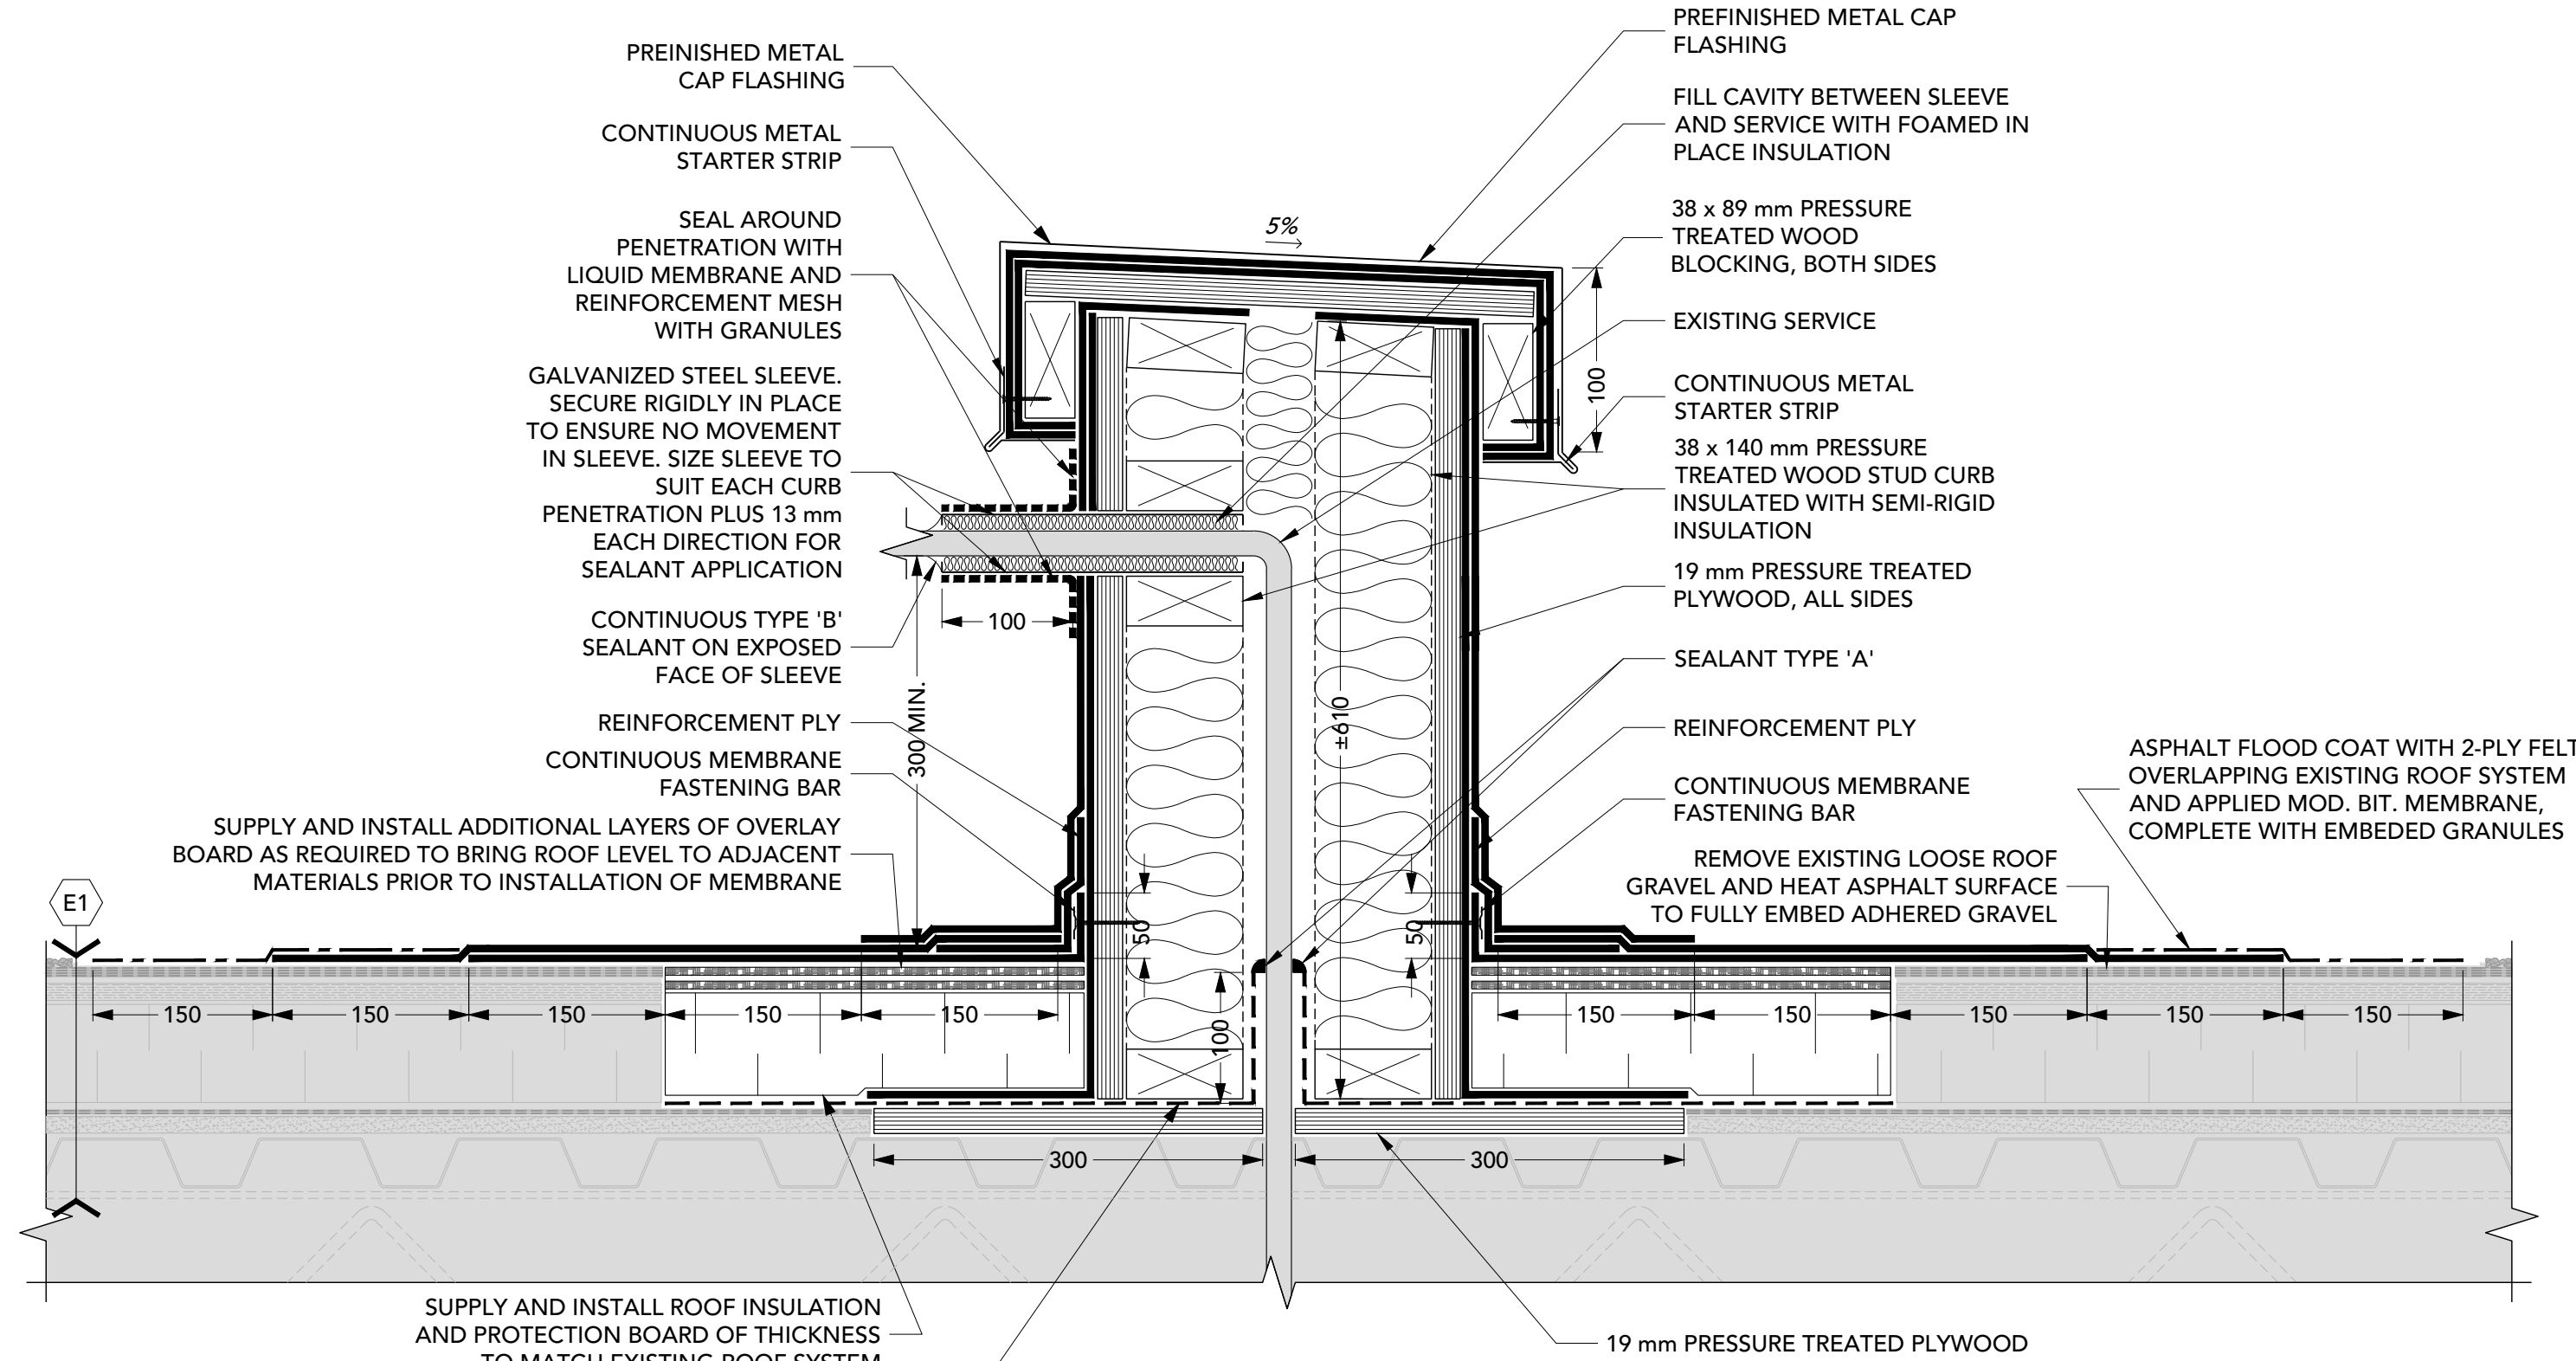 PREINISHED METAL
CAP FLASHING
CONTINUOUS METAL
STARTER STRIP
SEAL AROUND
PENETRATION WITH
LIQUID MEMBRANE AND
REINFORCEMENT MESH
WITH GRANULES
GALVANIZED STEEL SLEEVE.
SECURE RIGIDLY IN PLACE
TO ENSURE NO MOVEMENT
IN SLEEVE. SIZE SLEEVE TO
SUIT EACH CURB
PENETRATION PLUS 13 mm
EACH DIRECTION FOR
SEALANT APPLICATION
CONTINUOUS TYPE 'B'
SEALANT ON EXPOSED
FACE OF SLEEVE
REINFORCEMENT PLY
CONTINUOUS MEMBRANE
FASTENING BAR
SUPPLY AND INSTALL ADDITIONAL LAYERS OF OVERLAY
BOARD AS REQUIRED TO BRING ROOF LEVEL TO ADJACENT
MATERIALS PRIOR TO INSTALLATION OF MEMBRANE
E1
5%
100
100
300 MIN.
±610
50
50
100
150
150
150
150
150
150
150
150
150
150
300
300
PREFINISHED METAL CAP
FLASHING
FILL CAVITY BETWEEN SLEEVE
AND SERVICE WITH FOAMED IN
PLACE INSULATION
38 x 89 mm PRESSURE
TREATED WOOD
BLOCKING, BOTH SIDES
EXISTING SERVICE
CONTINUOUS METAL
STARTER STRIP
38 x 140 mm PRESSURE
TREATED WOOD STUD CURB
INSULATED WITH SEMI-RIGID
INSULATION
19 mm PRESSURE TREATED
PLYWOOD, ALL SIDES
SEALANT TYPE 'A'
REINFORCEMENT PLY
CONTINUOUS MEMBRANE
FASTENING BAR
ASPHALT FLOOD COAT WITH 2-PLY FELT
OVERLAPPING EXISTING ROOF SYSTEM
AND APPLIED MOD. BIT. MEMBRANE,
COMPLETE WITH EMBEDED GRANULES
REMOVE EXISTING LOOSE ROOF
GRAVEL AND HEAT ASPHALT SURFACE
TO FULLY EMBED ADHERED GRAVEL
SUPPLY AND INSTALL ROOF INSULATION
AND PROTECTION BOARD OF THICKNESS
TO MATCH EXISTING ROOF SYSTEM
19 mm PRESSURE TREATED PLYWOOD